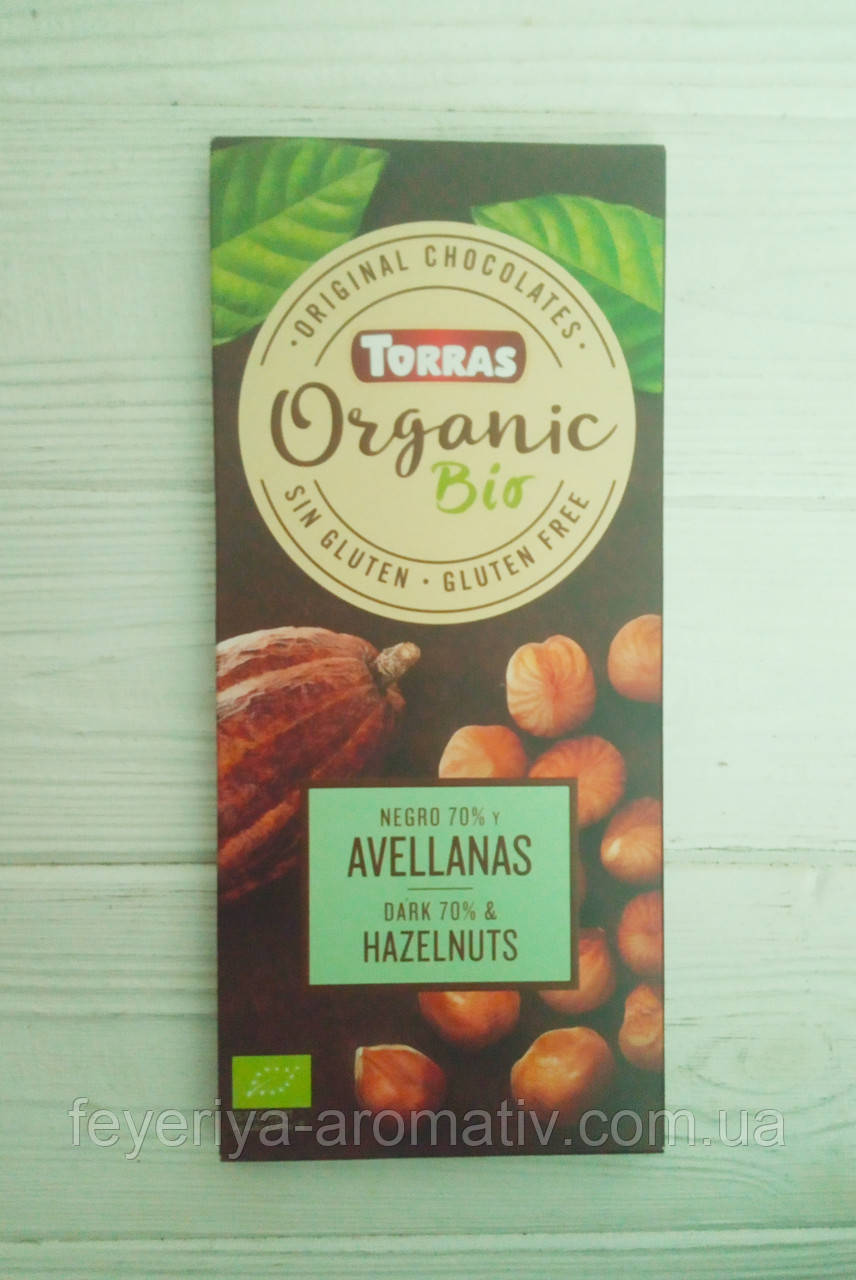 ORIGINAL CHOCOLATES
TORRAS
Organic
Bio
SIN GLUTEN · GLUTEN FREE
NEGRO 70% Y
AVELLANAS
DARK 70% &
HAZELNUTS
feyeriya-aromativ.com.ua